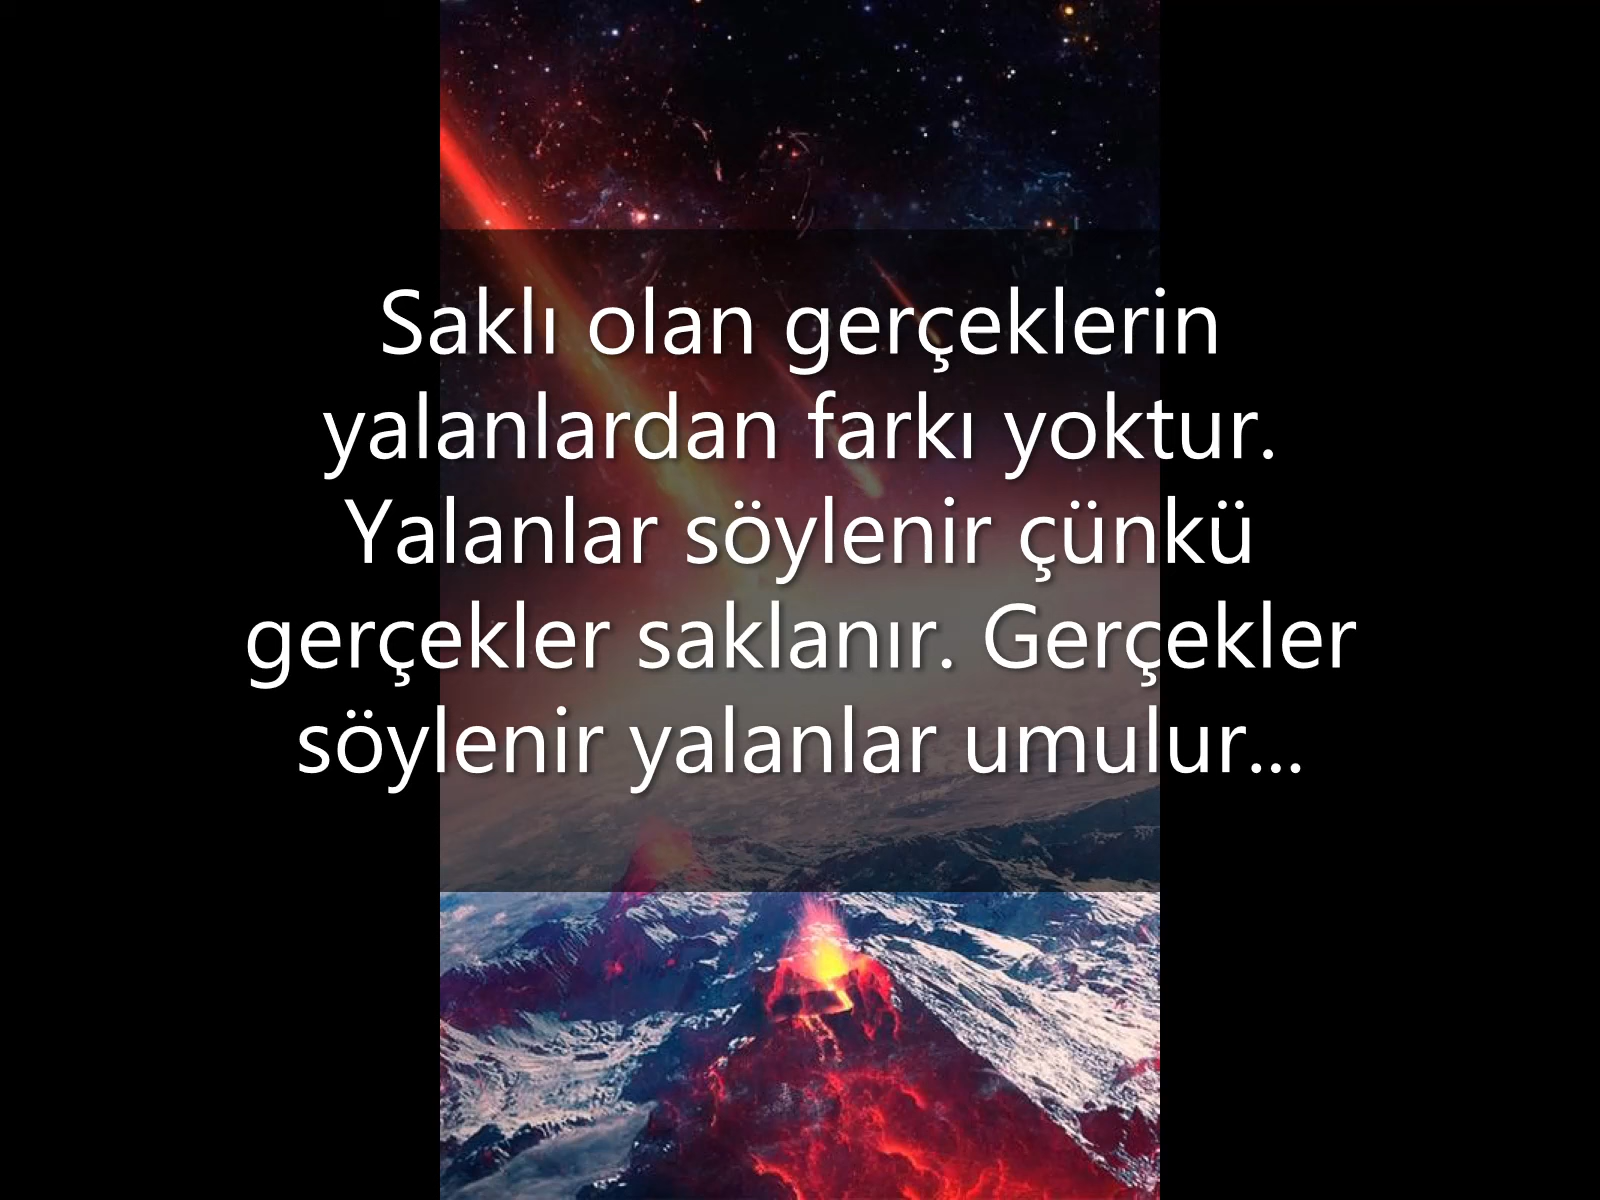 Saklı olan gerçeklerin
yalanlardan farkı yoktur.
Yalanlar söylenir çünkü
gerçekler saklanır. Gerçekler
söylenir yalanlar umulur...